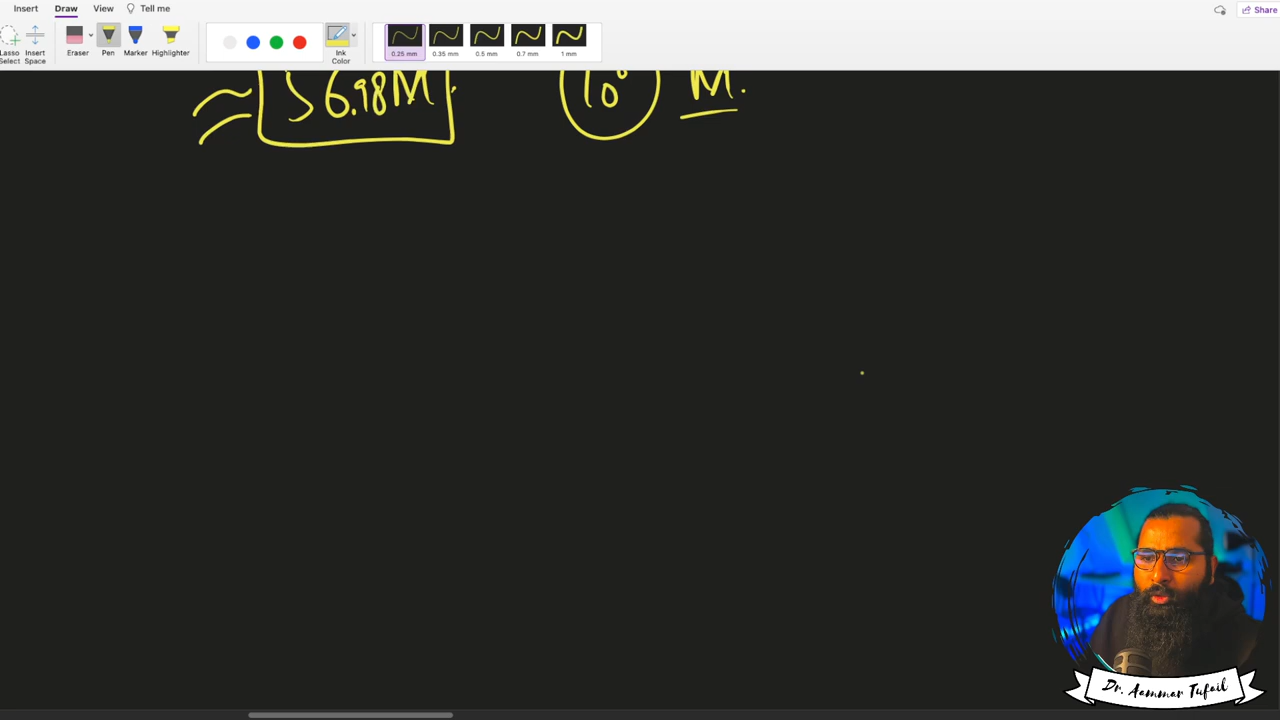 Insert Draw View Tell me Share
Lasso Select Insert Space Eraser Pen Marker Highlighter Ink Color 0.25 mm 0.35 mm 0.5 mm 0.7 mm 1 mm
≈ 56.98M 10⁶ M.
Dr. Aammar Tufail